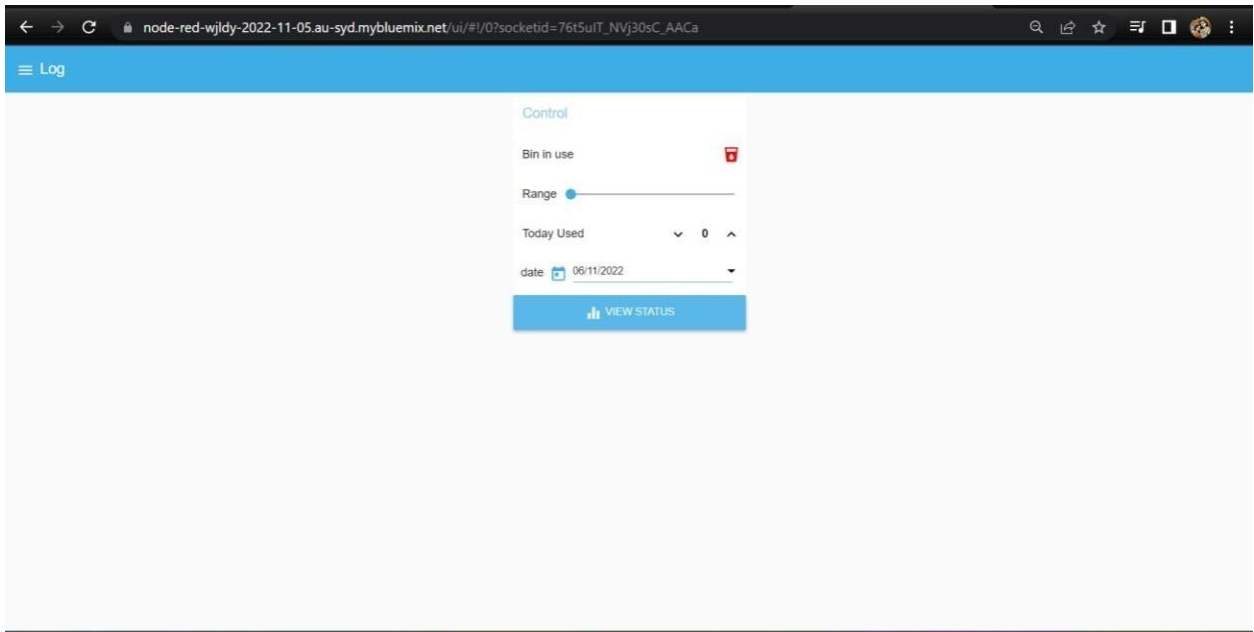 node-red-wjldy-2022-11-05.au-syd.mybluemix.net/ui/#!/0?socketid=76t5uIT_NVj30sC_AACa
Log
Control
Bin in use
Range
Today Used 0
date 06/11/2022
VIEW STATUS